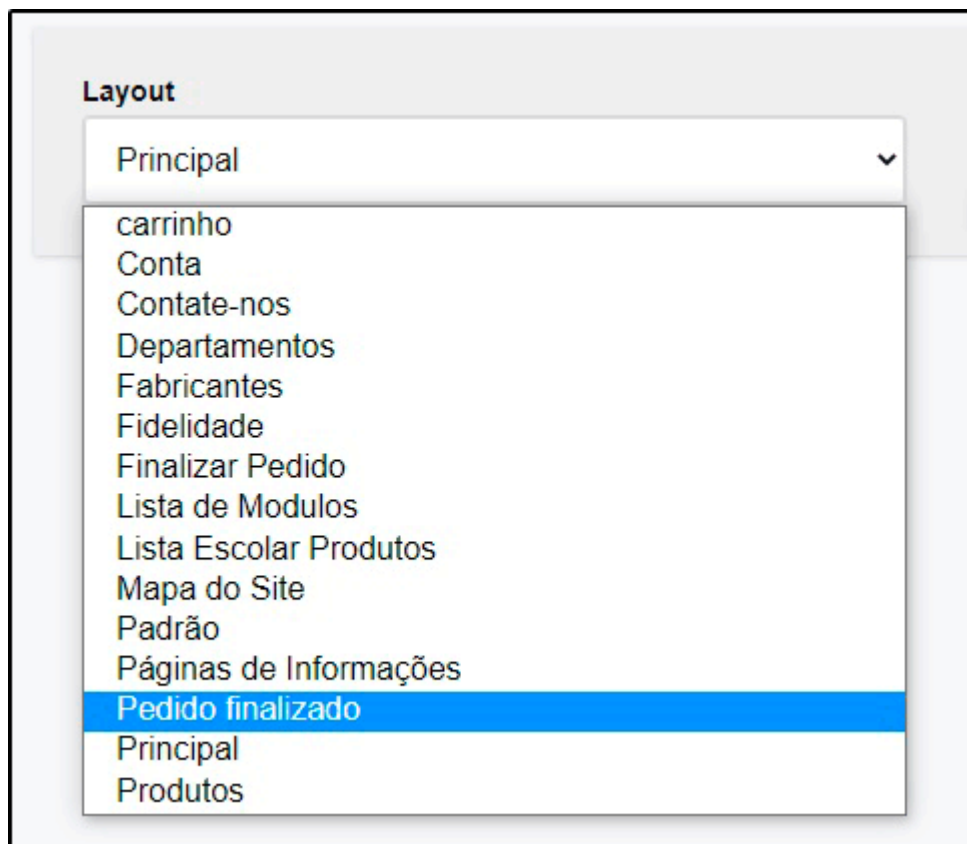 Layout
Principal
carrinho
Conta
Contate-nos
Departamentos
Fabricantes
Fidelidade
Finalizar Pedido
Lista de Modulos
Lista Escolar Produtos
Mapa do Site
Padrão
Páginas de Informações
Pedido finalizado
Principal
Produtos